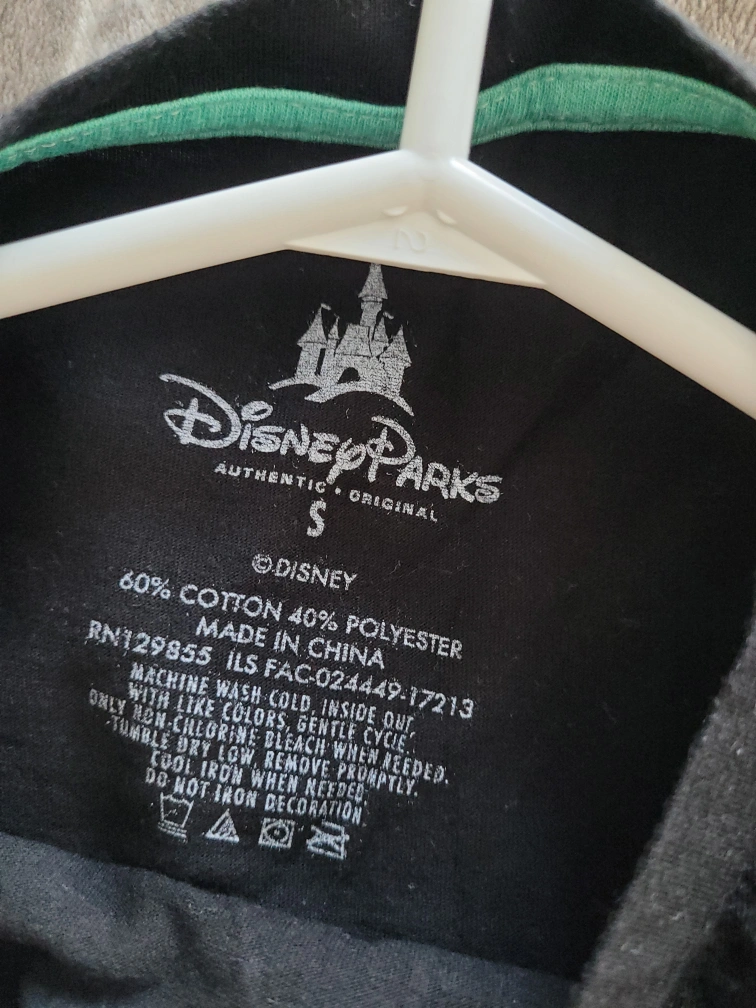 DISNEY PARKS
AUTHENTIC • ORIGINAL
S
©DISNEY
60% COTTON 40% POLYESTER
MADE IN CHINA
RN129855 ILS FAC-024449-17213
MACHINE WASH COLD, INSIDE OUT
WITH LIKE COLORS, GENTLE CYCLE,
ONLY NON-CHLORINE BLEACH WHEN NEEDED.
TUMBLE DRY LOW, REMOVE PROMPTLY.
COOL IRON WHEN NEEDED.
DO NOT IRON DECORATION.